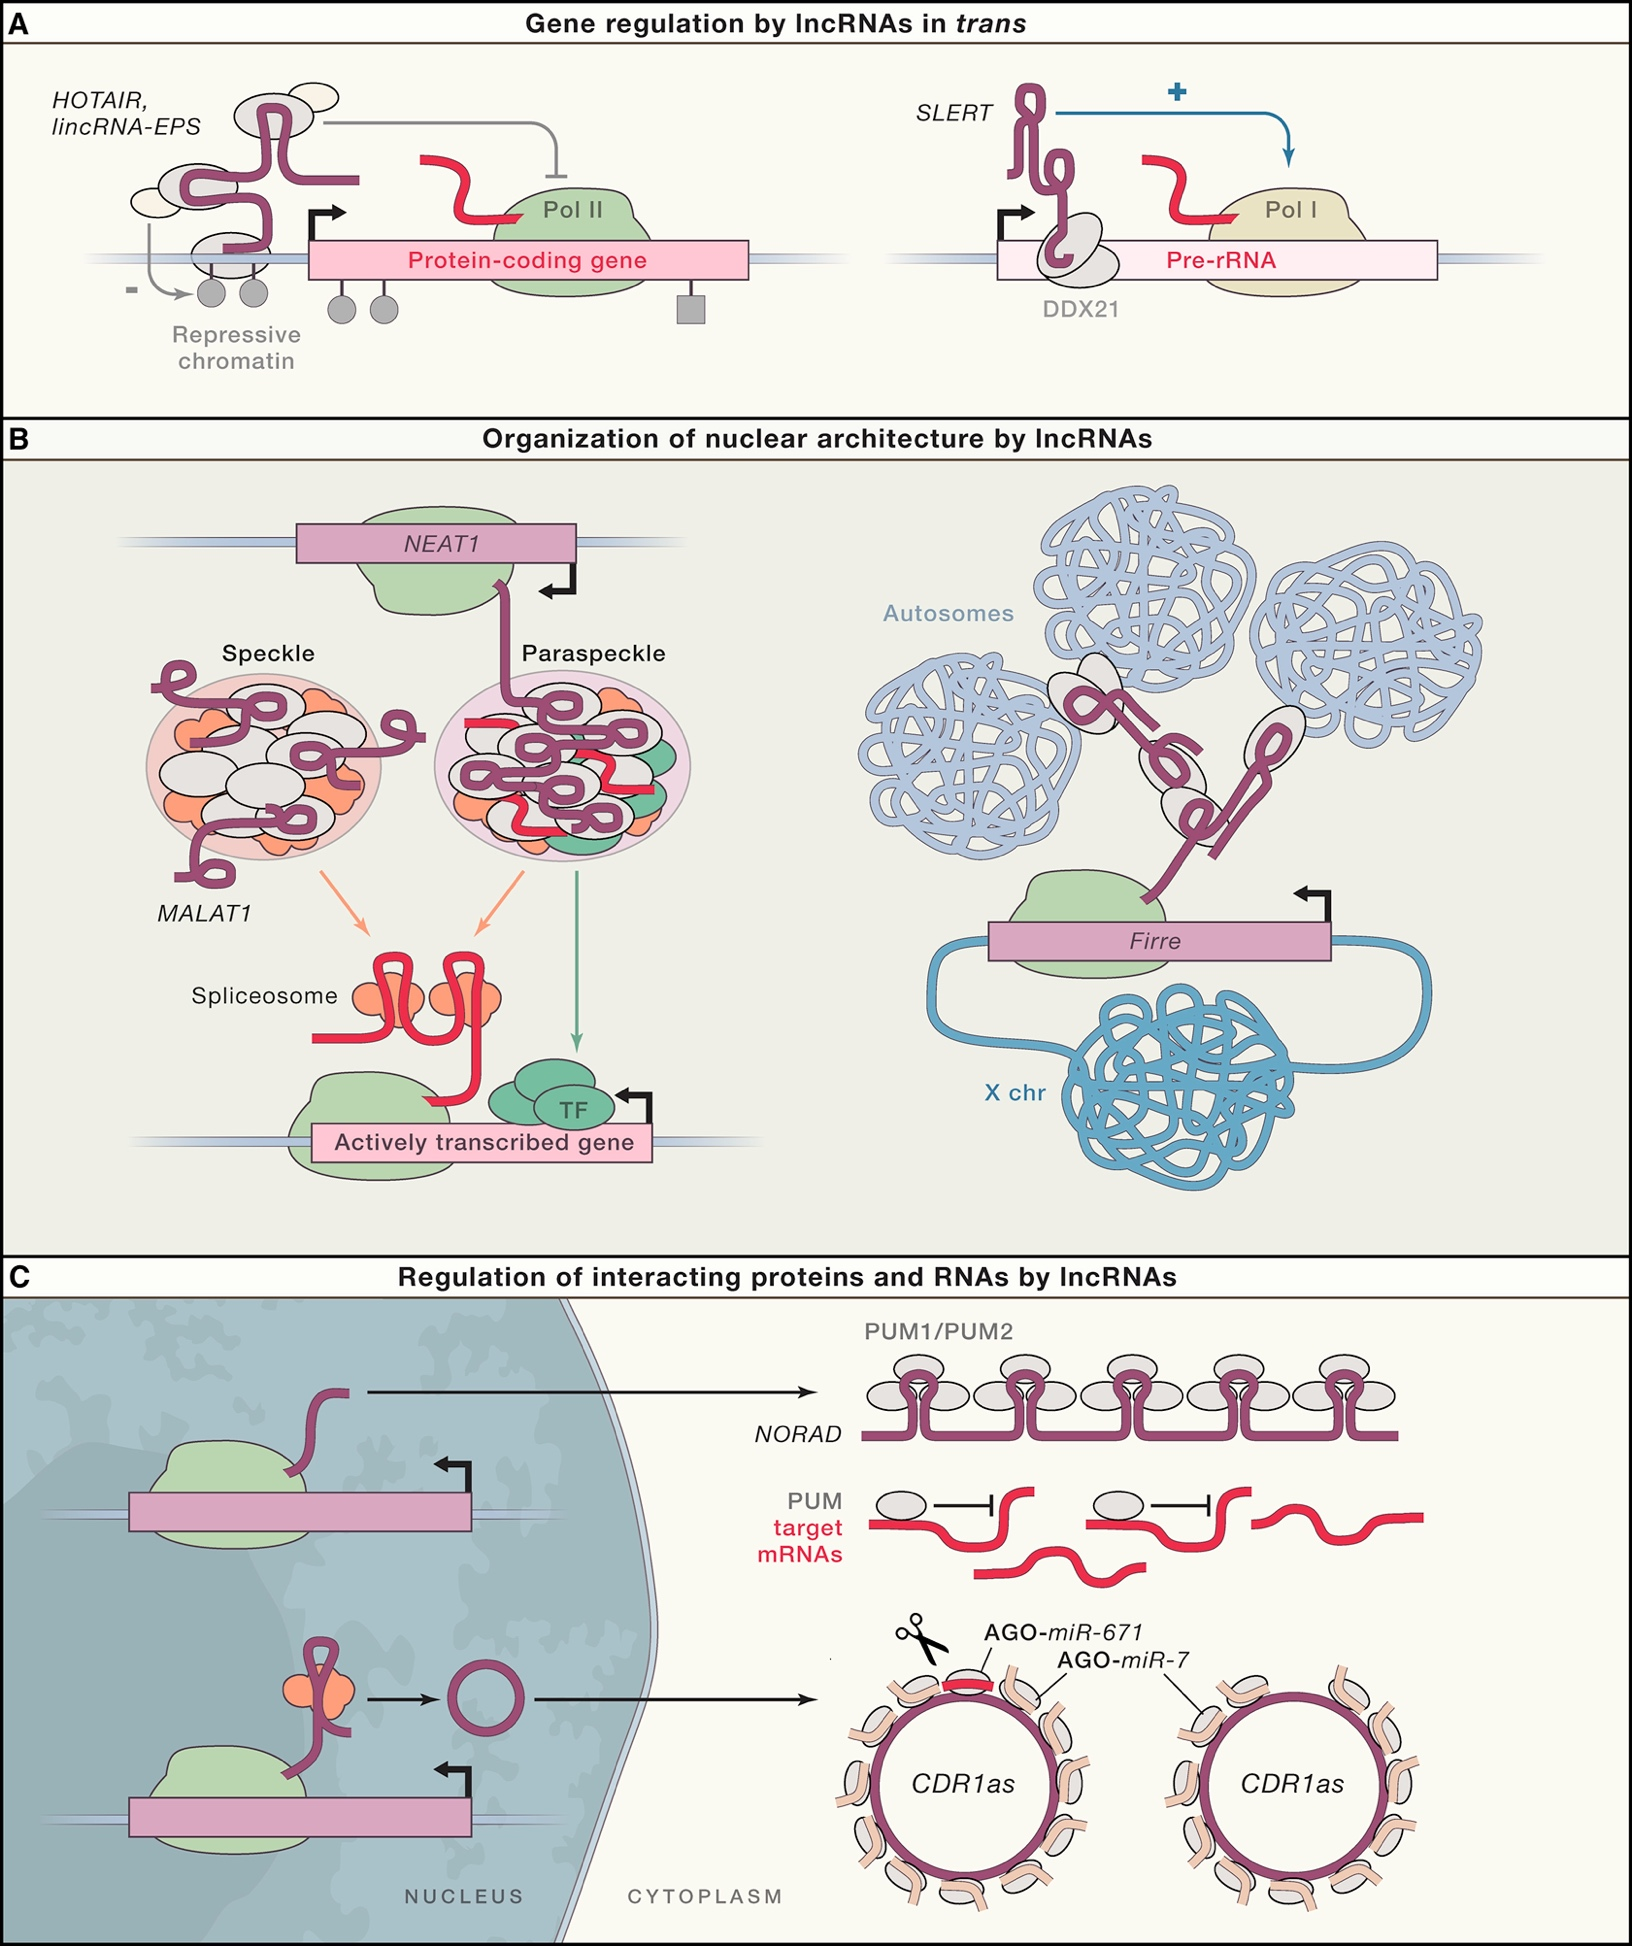 A
Gene regulation by lncRNAs in trans
HOTAIR,
lincRNA-EPS
Pol II
Protein-coding gene
-
Repressive
chromatin
SLERT
+
Pol I
Pre-rRNA
DDX21
B
Organization of nuclear architecture by lncRNAs
NEAT1
Speckle
Paraspeckle
MALAT1
Spliceosome
TF
Actively transcribed gene
Autosomes
Firre
X chr
C
Regulation of interacting proteins and RNAs by lncRNAs
PUM1/PUM2
NORAD
PUM
target
mRNAs
AGO-miR-671
AGO-miR-7
CDR1as
CDR1as
NUCLEUS
CYTOPLASM